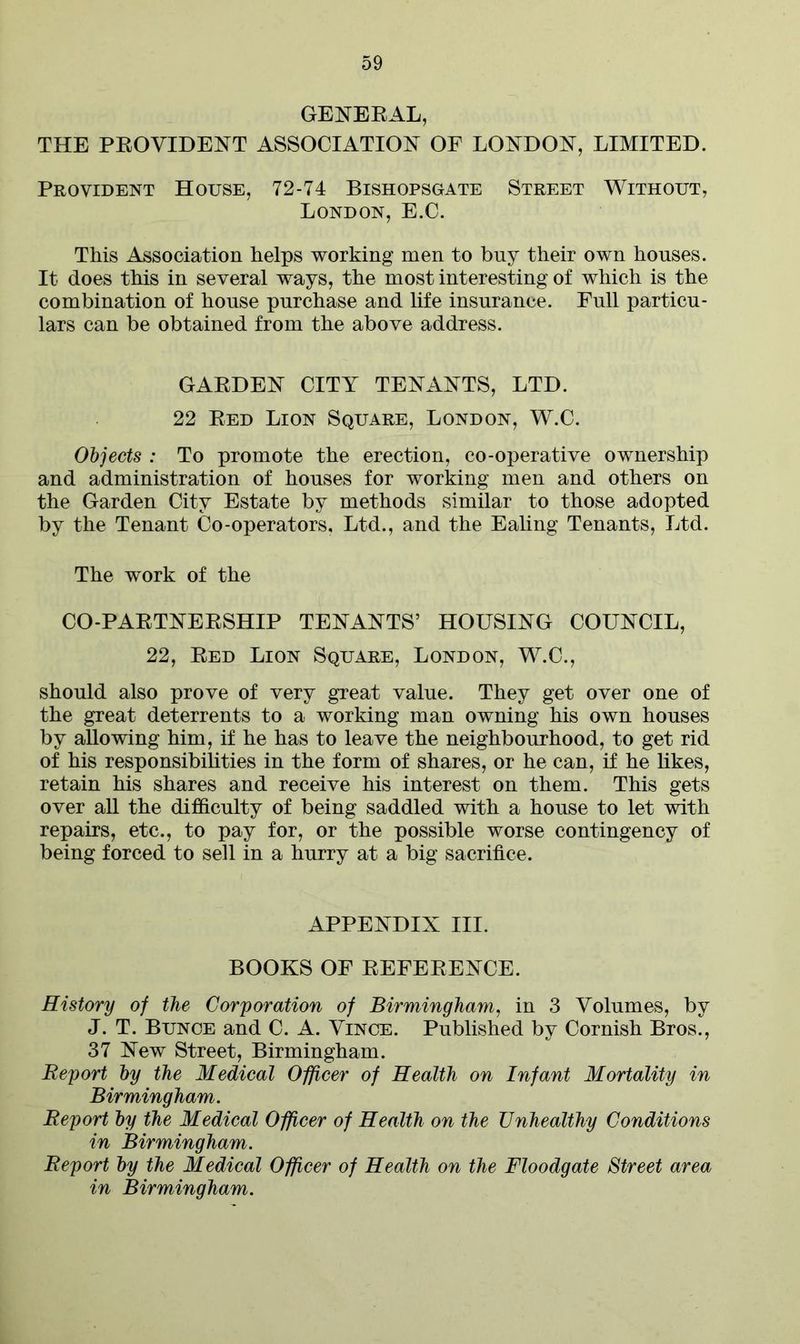 59
GENERAL,
THE PROVIDENT ASSOCIATION OF LONDON, LIMITED.
PROVIDENT HOUSE, 72-74 BISHOPSGATE STREET WITHOUT,
LONDON, E.C.
This Association helps working men to buy their own houses.
It does this in several ways, the most interesting of which is the
combination of house purchase and life insurance. Full particu-
lars can be obtained from the above address.
GARDEN CITY TENANTS, LTD.
22 RED LION SQUARE, LONDON, W.C.
Objects : To promote the erection, co-operative ownership
and administration of houses for working men and others on
the Garden City Estate by methods similar to those adopted
by the Tenant Co-operators, Ltd., and the Ealing Tenants, Ltd.
The work of the
CO-PARTNERSHIP TENANTS' HOUSING COUNCIL,
22, RED LION SQUARE, LONDON, W.C.,
should also prove of very great value. They get over one of
the great deterrents to a working man owning his own houses
by allowing him, if he has to leave the neighbourhood, to get rid
of his responsibilities in the form of shares, or he can, if he likes,
retain his shares and receive his interest on them. This gets
over all the difficulty of being saddled with a house to let with
repairs, etc., to pay for, or the possible worse contingency of
being forced to sell in a hurry at a big sacrifice.
APPENDIX III.
BOOKS OF REFERENCE.
History of the Corporation of Birmingham, in 3 Volumes, by
J. T. BUNCE and C. A. VINCE. Published by Cornish Bros.,
37 New Street, Birmingham.
Report by the Medical Officer of Health on Infant Mortality in
Birmingham.
Report by the Medical Officer of Health on the Unhealthy Conditions
in Birmingham.
Report by the Medical Officer of Health on the Floodgate Street area
in Birmingham.